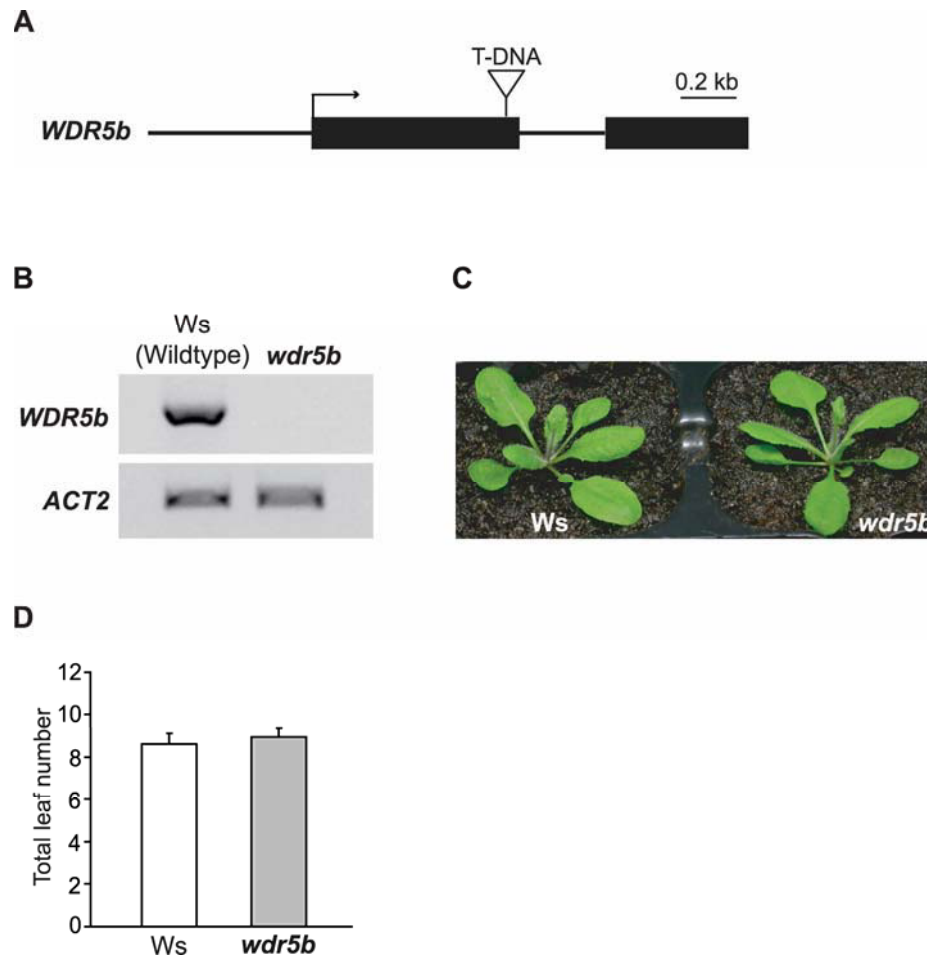 A
T-DNA
0.2 kb
WDR5b
B
C
Ws
(Wildtype) wdr5b
WDR5b
ACT2
Ws
wdr5b
D
Total leaf number
12
10
8
6
4
2
0
Ws
wdr5b